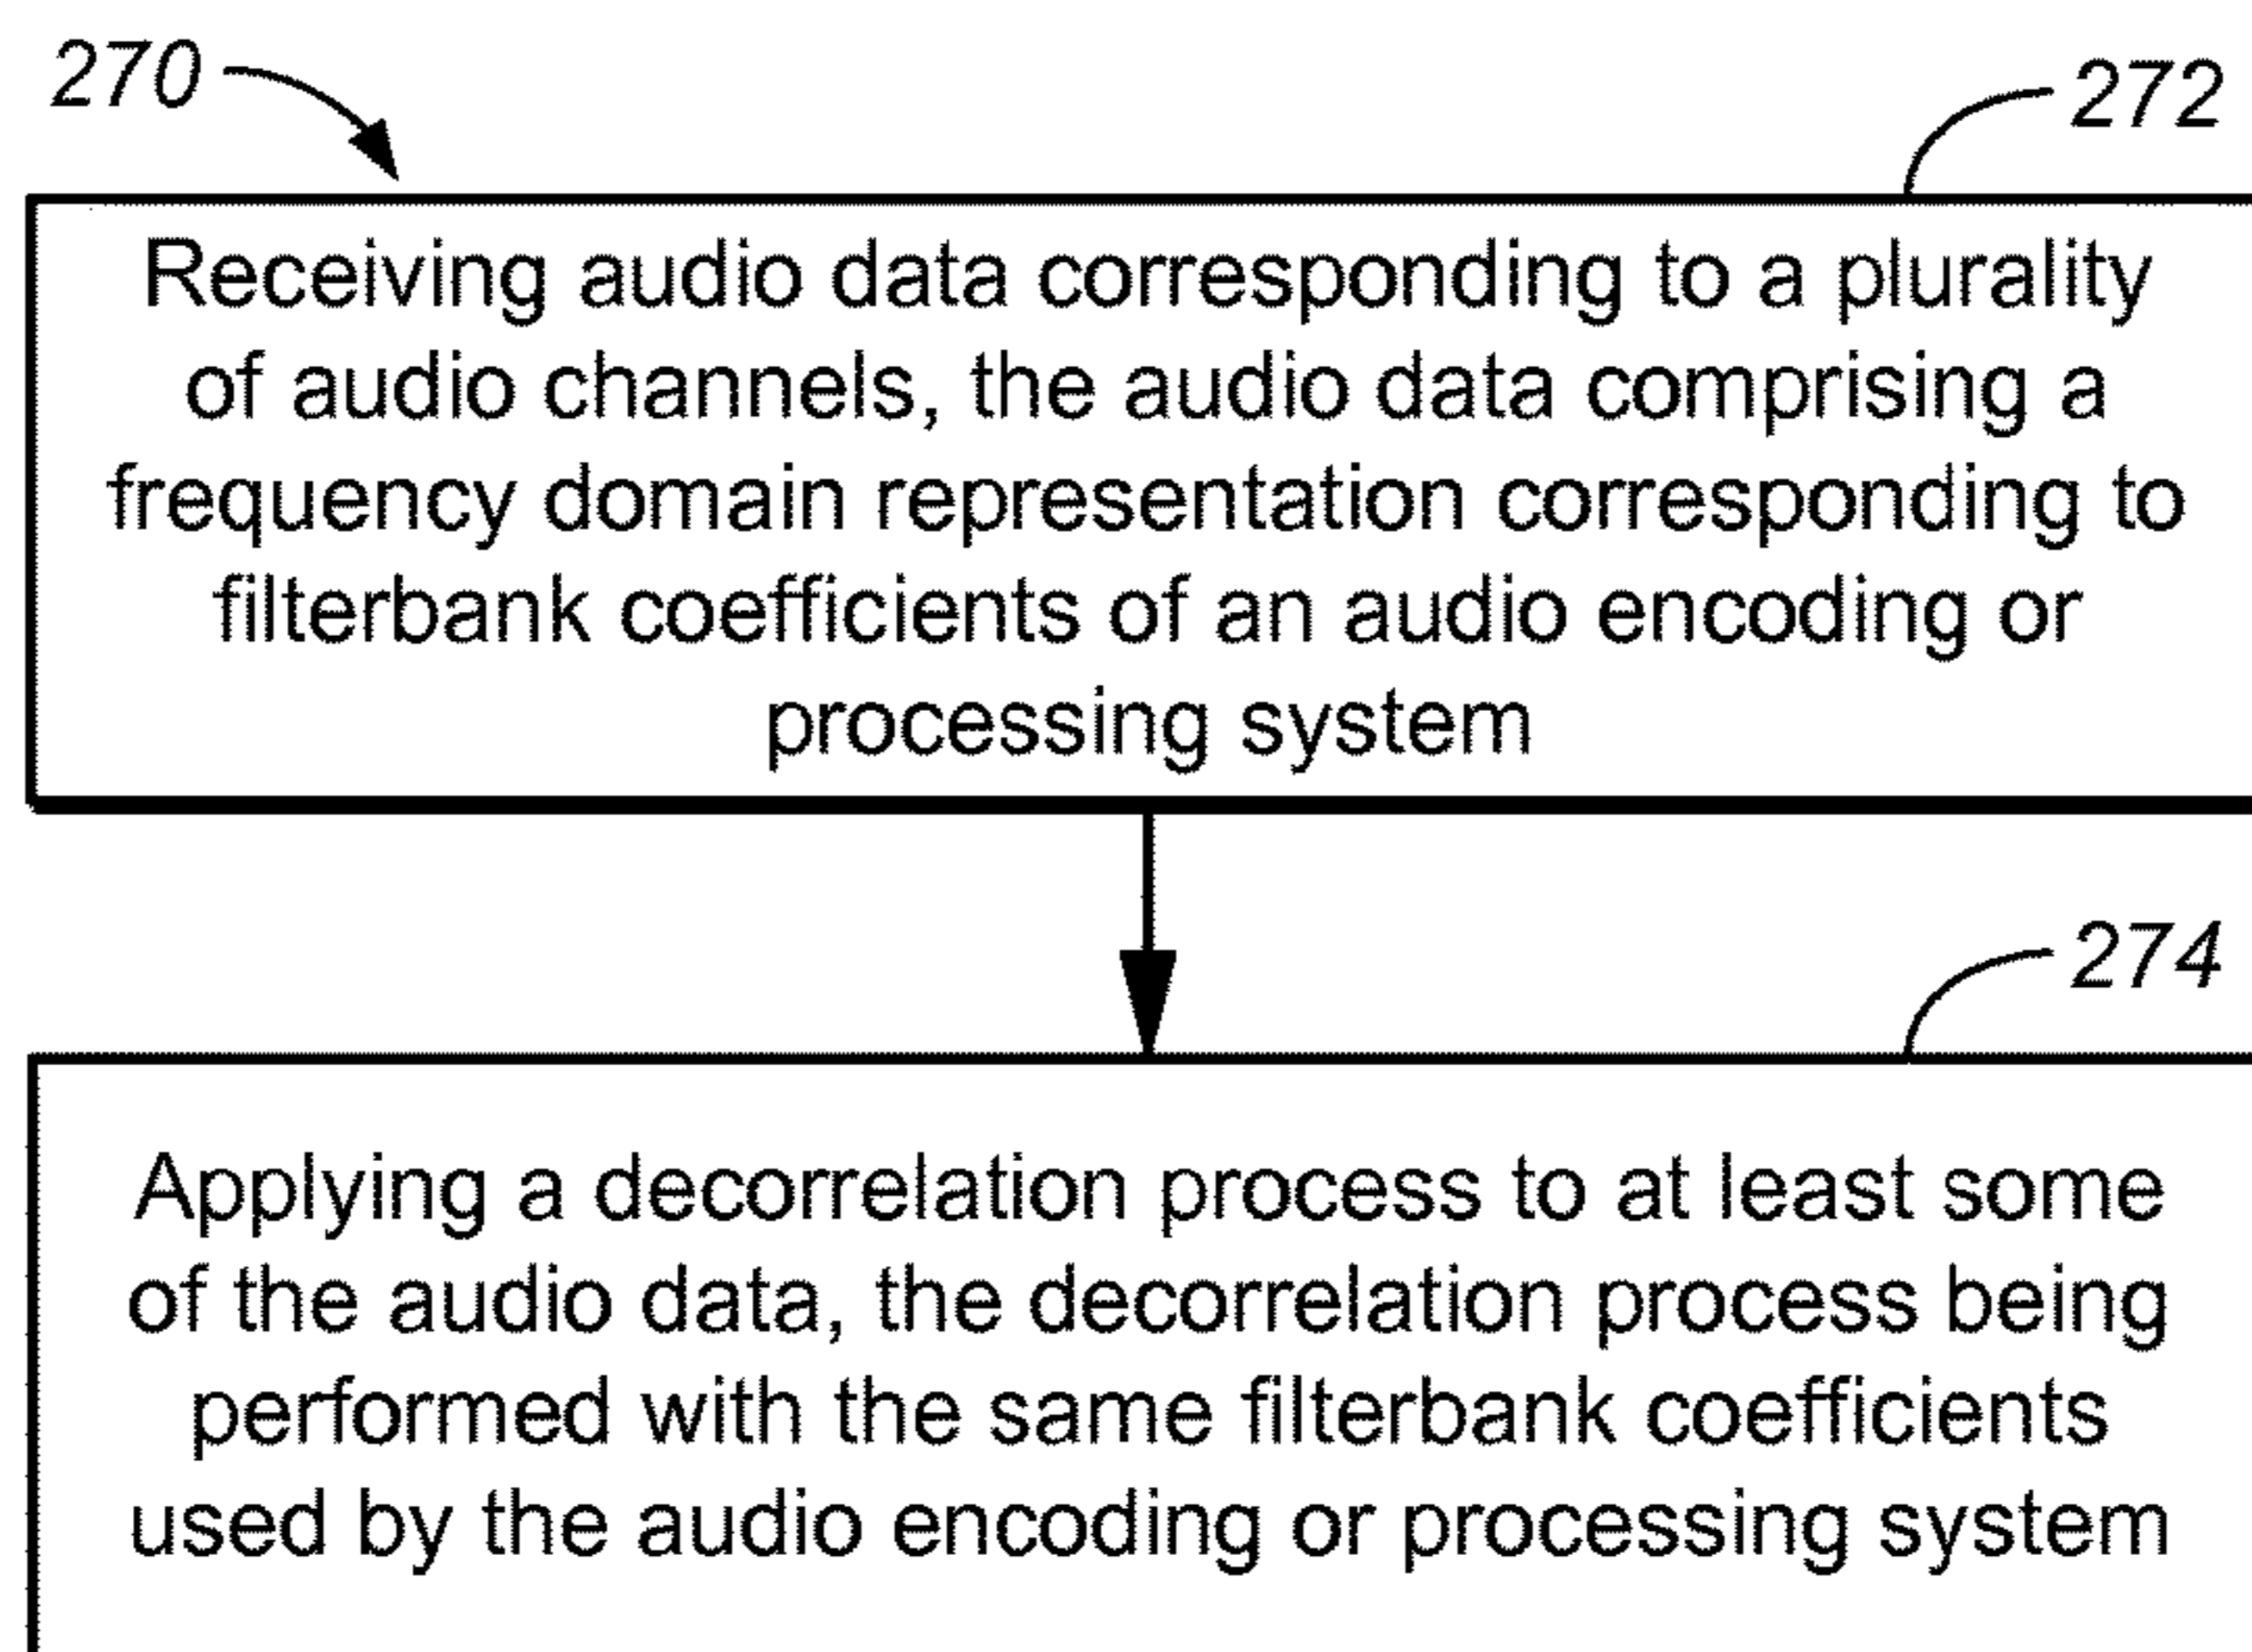 270
272
Receiving audio data corresponding to a plurality
of audio channels, the audio data comprising a
frequency domain representation corresponding to
filterbank coefficients of an audio encoding or
processing system
274
Applying a decorrelation process to at least some
of the audio data, the decorrelation process being
performed with the same filterbank coefficients
used by the audio encoding or processing system